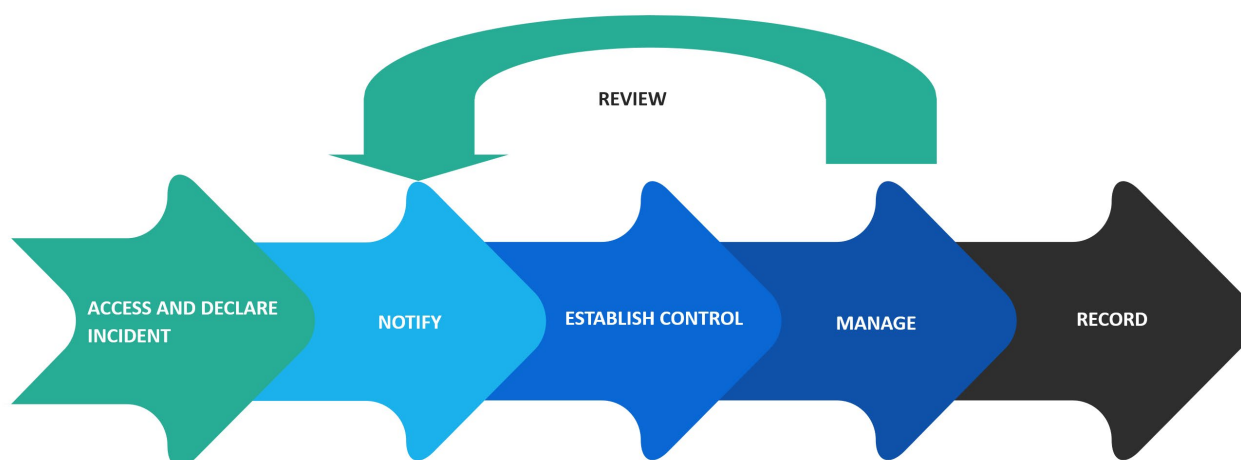 REVIEW
ACCESS AND DECLARE
INCIDENT
NOTIFY
ESTABLISH CONTROL
MANAGE
RECORD